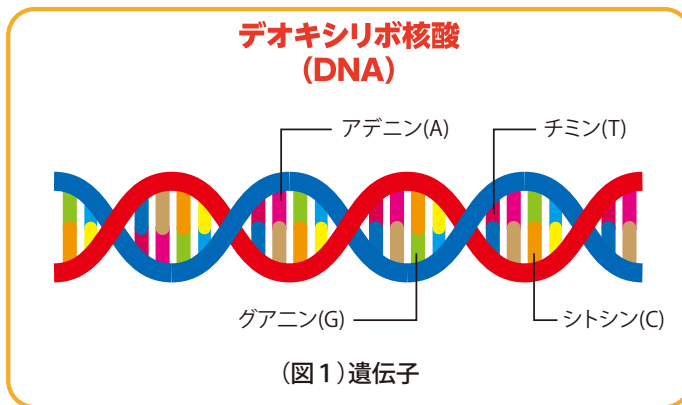 デオキシリボ核酸
(DNA)
アデニン(A)
チミン(T)
グアニン(G)
シトシン(C)
(図1)遺伝子